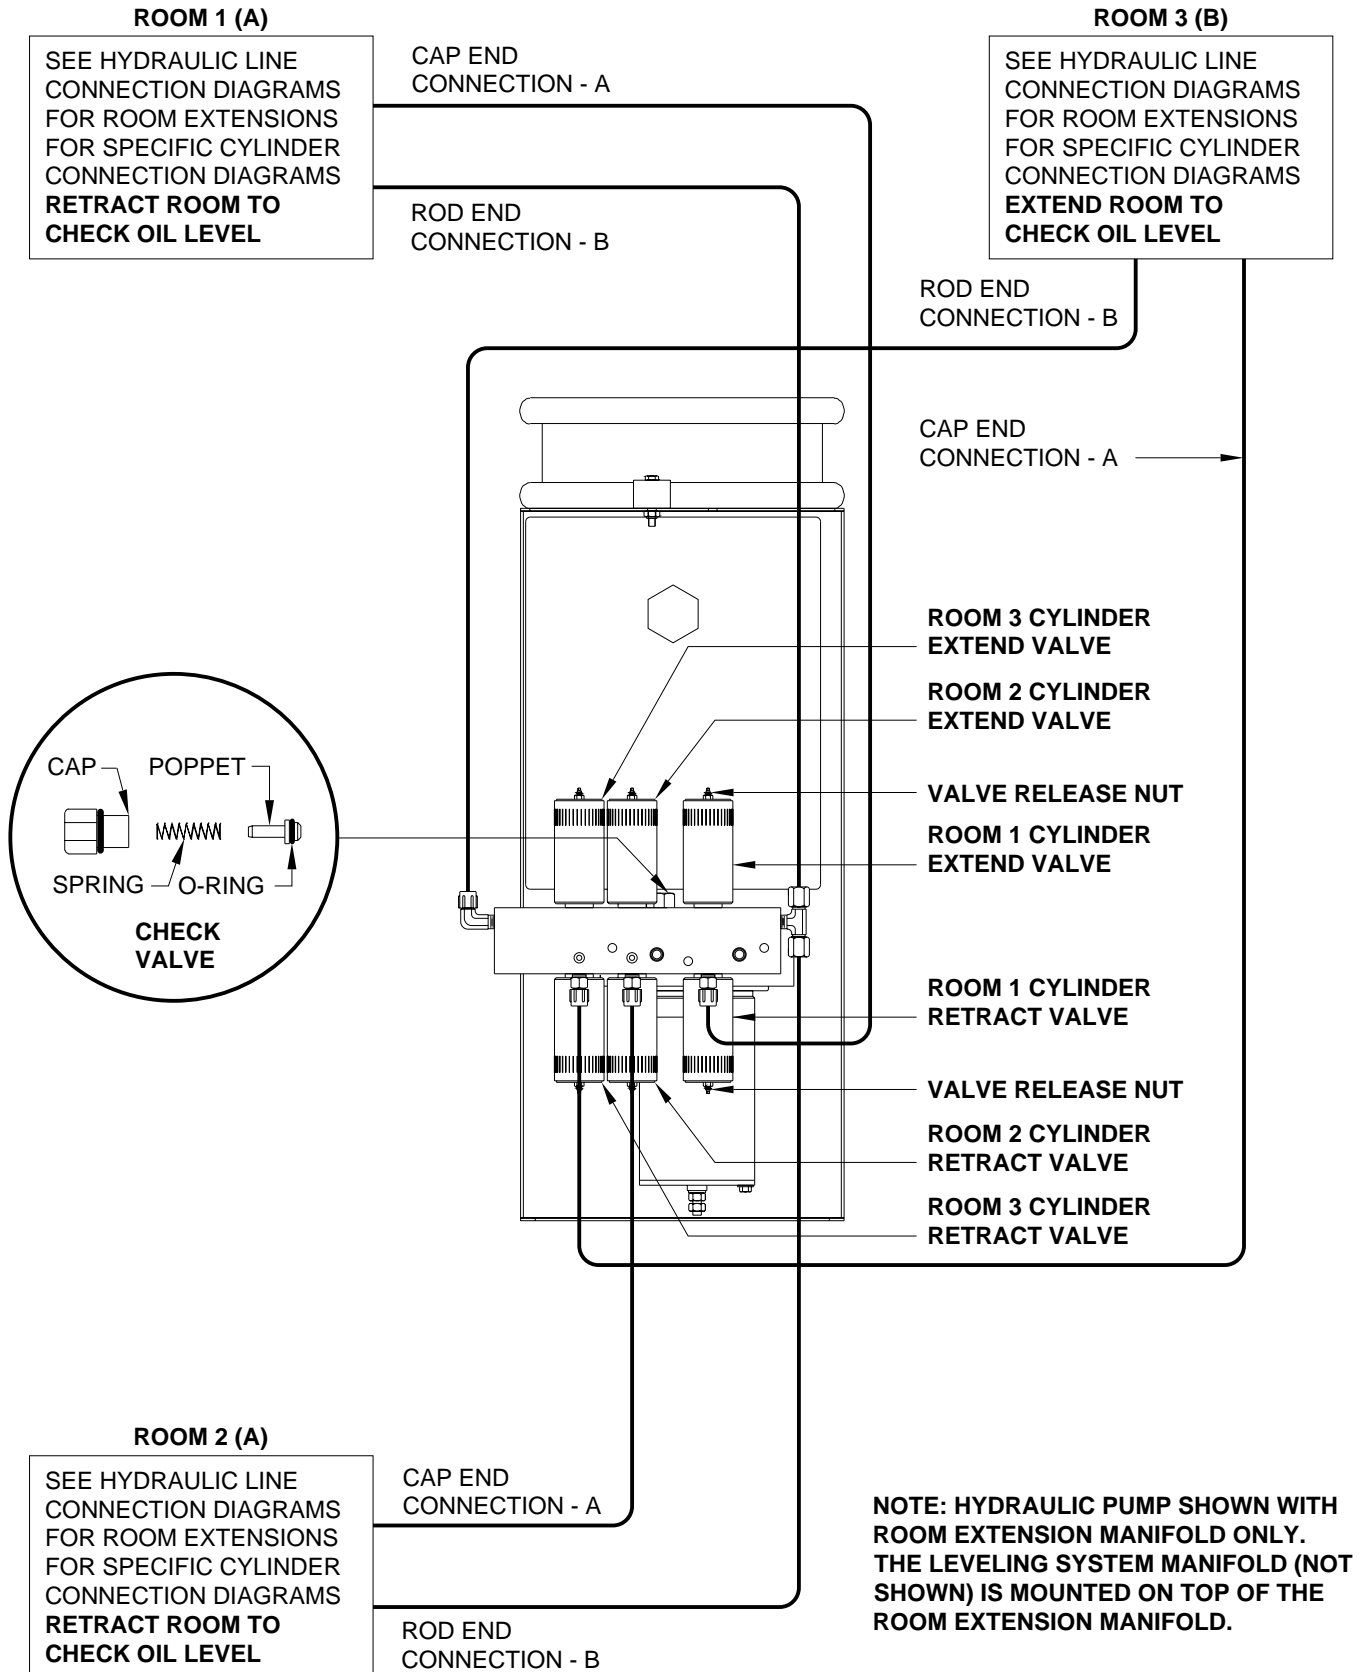 ROOM 1 (A)
SEE HYDRAULIC LINE
CONNECTION DIAGRAMS
FOR ROOM EXTENSIONS
FOR SPECIFIC CYLINDER
CONNECTION DIAGRAMS
RETRACT ROOM TO
CHECK OIL LEVEL
CAP END
CONNECTION - A
ROD END
CONNECTION - B
ROOM 3 (B)
SEE HYDRAULIC LINE
CONNECTION DIAGRAMS
FOR ROOM EXTENSIONS
FOR SPECIFIC CYLINDER
CONNECTION DIAGRAMS
EXTEND ROOM TO
CHECK OIL LEVEL
ROD END
CONNECTION - B
CAP END
CONNECTION - A
ROOM 3 CYLINDER
EXTEND VALVE
ROOM 2 CYLINDER
EXTEND VALVE
VALVE RELEASE NUT
ROOM 1 CYLINDER
EXTEND VALVE
CAP
POPPET
SPRING
O-RING
CHECK
VALVE
ROOM 1 CYLINDER
RETRACT VALVE
VALVE RELEASE NUT
ROOM 2 CYLINDER
RETRACT VALVE
ROOM 3 CYLINDER
RETRACT VALVE
ROOM 2 (A)
SEE HYDRAULIC LINE
CONNECTION DIAGRAMS
FOR ROOM EXTENSIONS
FOR SPECIFIC CYLINDER
CONNECTION DIAGRAMS
RETRACT ROOM TO
CHECK OIL LEVEL
CAP END
CONNECTION - A
ROD END
CONNECTION - B
NOTE: HYDRAULIC PUMP SHOWN WITH
ROOM EXTENSION MANIFOLD ONLY.
THE LEVELING SYSTEM MANIFOLD (NOT
SHOWN) IS MOUNTED ON TOP OF THE
ROOM EXTENSION MANIFOLD.